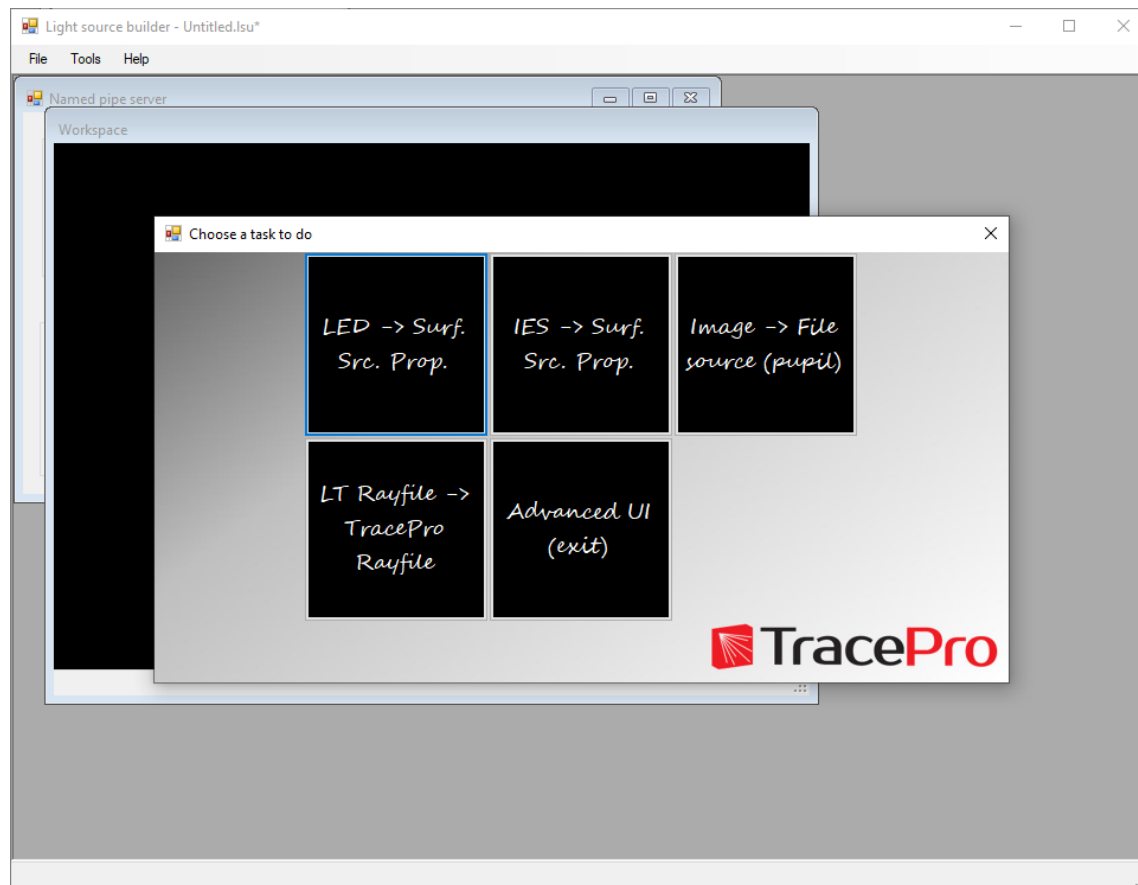 Light source builder - Untitled.lsu*
File Tools Help
Named pipe server
Workspace
Choose a task to do
LED -> Surf.
Src. Prop.
IES -> Surf.
Src. Prop.
Image -> File
source (pupil)
LT Rayfile ->
TracePro
Rayfile
Advanced UI
(exit)
TracePro